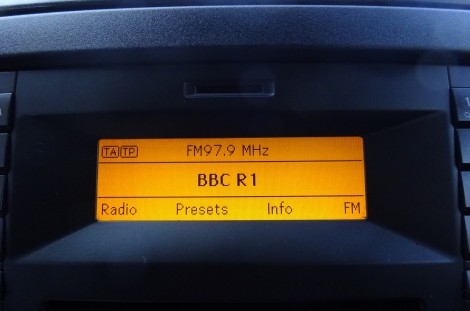 TA TP FM97.9 MHz
BBC R1
Radio Presets Info FM